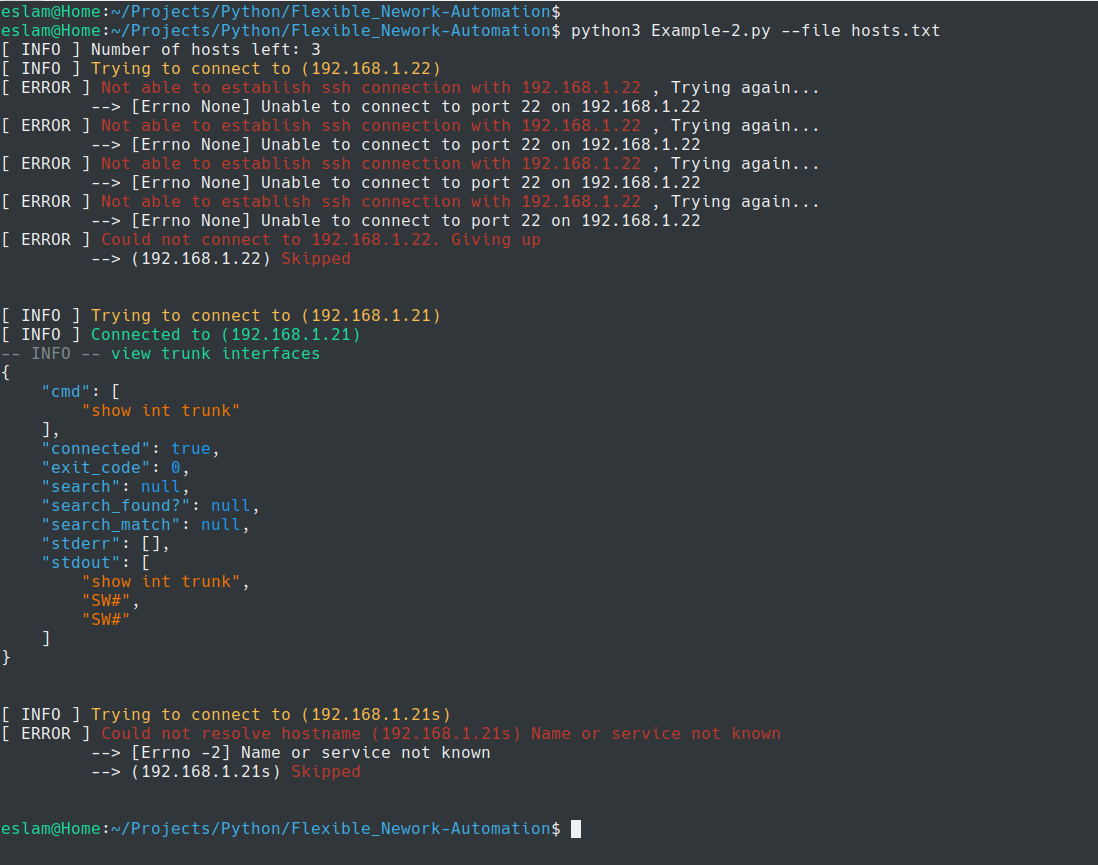 eslam@Home:~/Projects/Python/Flexible_Nework-Automation$
eslam@Home:~/Projects/Python/Flexible_Nework-Automation$ python3 Example-2.py --file hosts.txt
[ INFO ] Number of hosts left: 3
[ INFO ] Trying to connect to (192.168.1.22)
[ ERROR ] Not able to establish ssh connection with 192.168.1.22 , Trying again...
--> [Errno None] Unable to connect to port 22 on 192.168.1.22
[ ERROR ] Not able to establish ssh connection with 192.168.1.22 , Trying again...
--> [Errno None] Unable to connect to port 22 on 192.168.1.22
[ ERROR ] Not able to establish ssh connection with 192.168.1.22 , Trying again...
--> [Errno None] Unable to connect to port 22 on 192.168.1.22
[ ERROR ] Not able to establish ssh connection with 192.168.1.22 , Trying again...
--> [Errno None] Unable to connect to port 22 on 192.168.1.22
[ ERROR ] Could not connect to 192.168.1.22. Giving up
--> (192.168.1.22) Skipped
[ INFO ] Trying to connect to (192.168.1.21)
[ INFO ] Connected to (192.168.1.21)
-- INFO -- view trunk interfaces
{
    "cmd": [
        "show int trunk"
    ],
    "connected": true,
    "exit_code": 0,
    "search": null,
    "search_found?": null,
    "search_match": null,
    "stderr": [],
    "stdout": [
        "show int trunk",
        "SW#",
        "SW#"
    ]
}
[ INFO ] Trying to connect to (192.168.1.21s)
[ ERROR ] Could not resolve hostname (192.168.1.21s) Name or service not known
--> [Errno -2] Name or service not known
--> (192.168.1.21s) Skipped
eslam@Home:~/Projects/Python/Flexible_Nework-Automation$